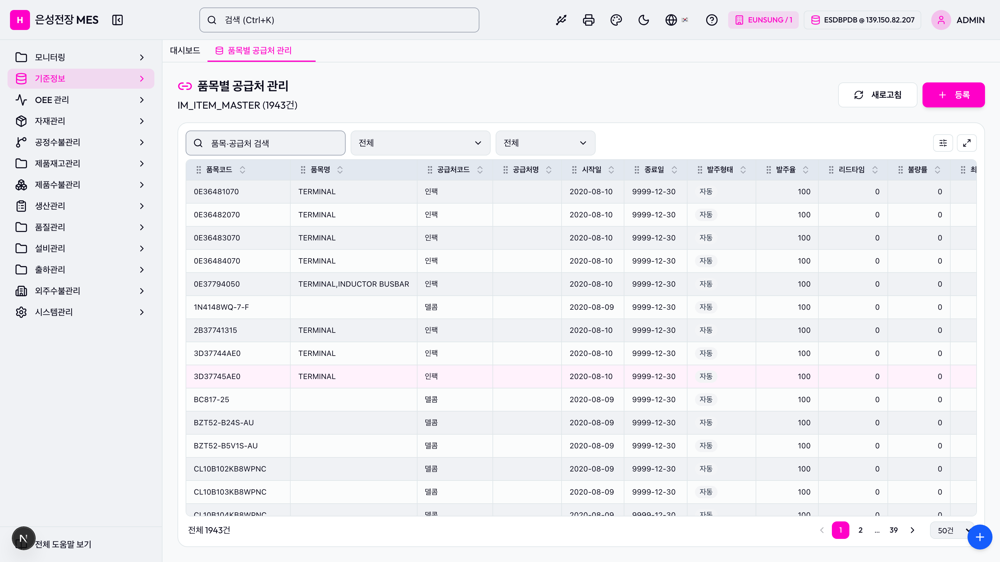 H 은성전장 MES 검색 (Ctrl+K) EUNSUNG / 1 ESDBPDB @ 139.150.82.207 ADMIN
모니터링
기준정보
OEE 관리
자재관리
공정수불관리
제품재고관리
제품수불관리
생산관리
품질관리
설비관리
출하관리
외주수불관리
시스템관리
N 전체 도움말 보기
대시보드 품목별 공급처 관리
품목별 공급처 관리
IM_ITEM_MASTER (1943건)
새로고침 등록
품목·공급처 검색 전체 전체
품목코드 품목명 공급처코드 공급처명 시작일 종료일 발주형태 발주율 리드타임 불량률 최
0E36481070 TERMINAL 인팩 2020-08-10 9999-12-30 자동 100 0 0
0E36482070 TERMINAL 인팩 2020-08-10 9999-12-30 자동 100 0 0
0E36483070 TERMINAL 인팩 2020-08-10 9999-12-30 자동 100 0 0
0E36484070 TERMINAL 인팩 2020-08-10 9999-12-30 자동 100 0 0
0E37794050 TERMINAL,INDUCTOR BUSBAR 인팩 2020-08-10 9999-12-30 자동 100 0 0
1N4148WQ-7-F 델콤 2020-08-09 9999-12-30 자동 100 0 0
2B37741315 TERMINAL 인팩 2020-08-10 9999-12-30 자동 100 0 0
3D37744AE0 TERMINAL 인팩 2020-08-10 9999-12-30 자동 100 0 0
3D37745AE0 TERMINAL 인팩 2020-08-10 9999-12-30 자동 100 0 0
BC817-25 델콤 2020-08-09 9999-12-30 자동 100 0 0
BZT52-B24S-AU 델콤 2020-08-09 9999-12-30 자동 100 0 0
BZT52-B5V1S-AU 델콤 2020-08-09 9999-12-30 자동 100 0 0
CL10B102KB8WPNC 델콤 2020-08-09 9999-12-30 자동 100 0 0
CL10B103KB8WPNC 델콤 2020-08-09 9999-12-30 자동 100 0 0
CL10B104KB8WPNC 델콤 2020-08-09 9999-12-30 자동 100 0 0
전체 1943건 1 2 ... 39 50건